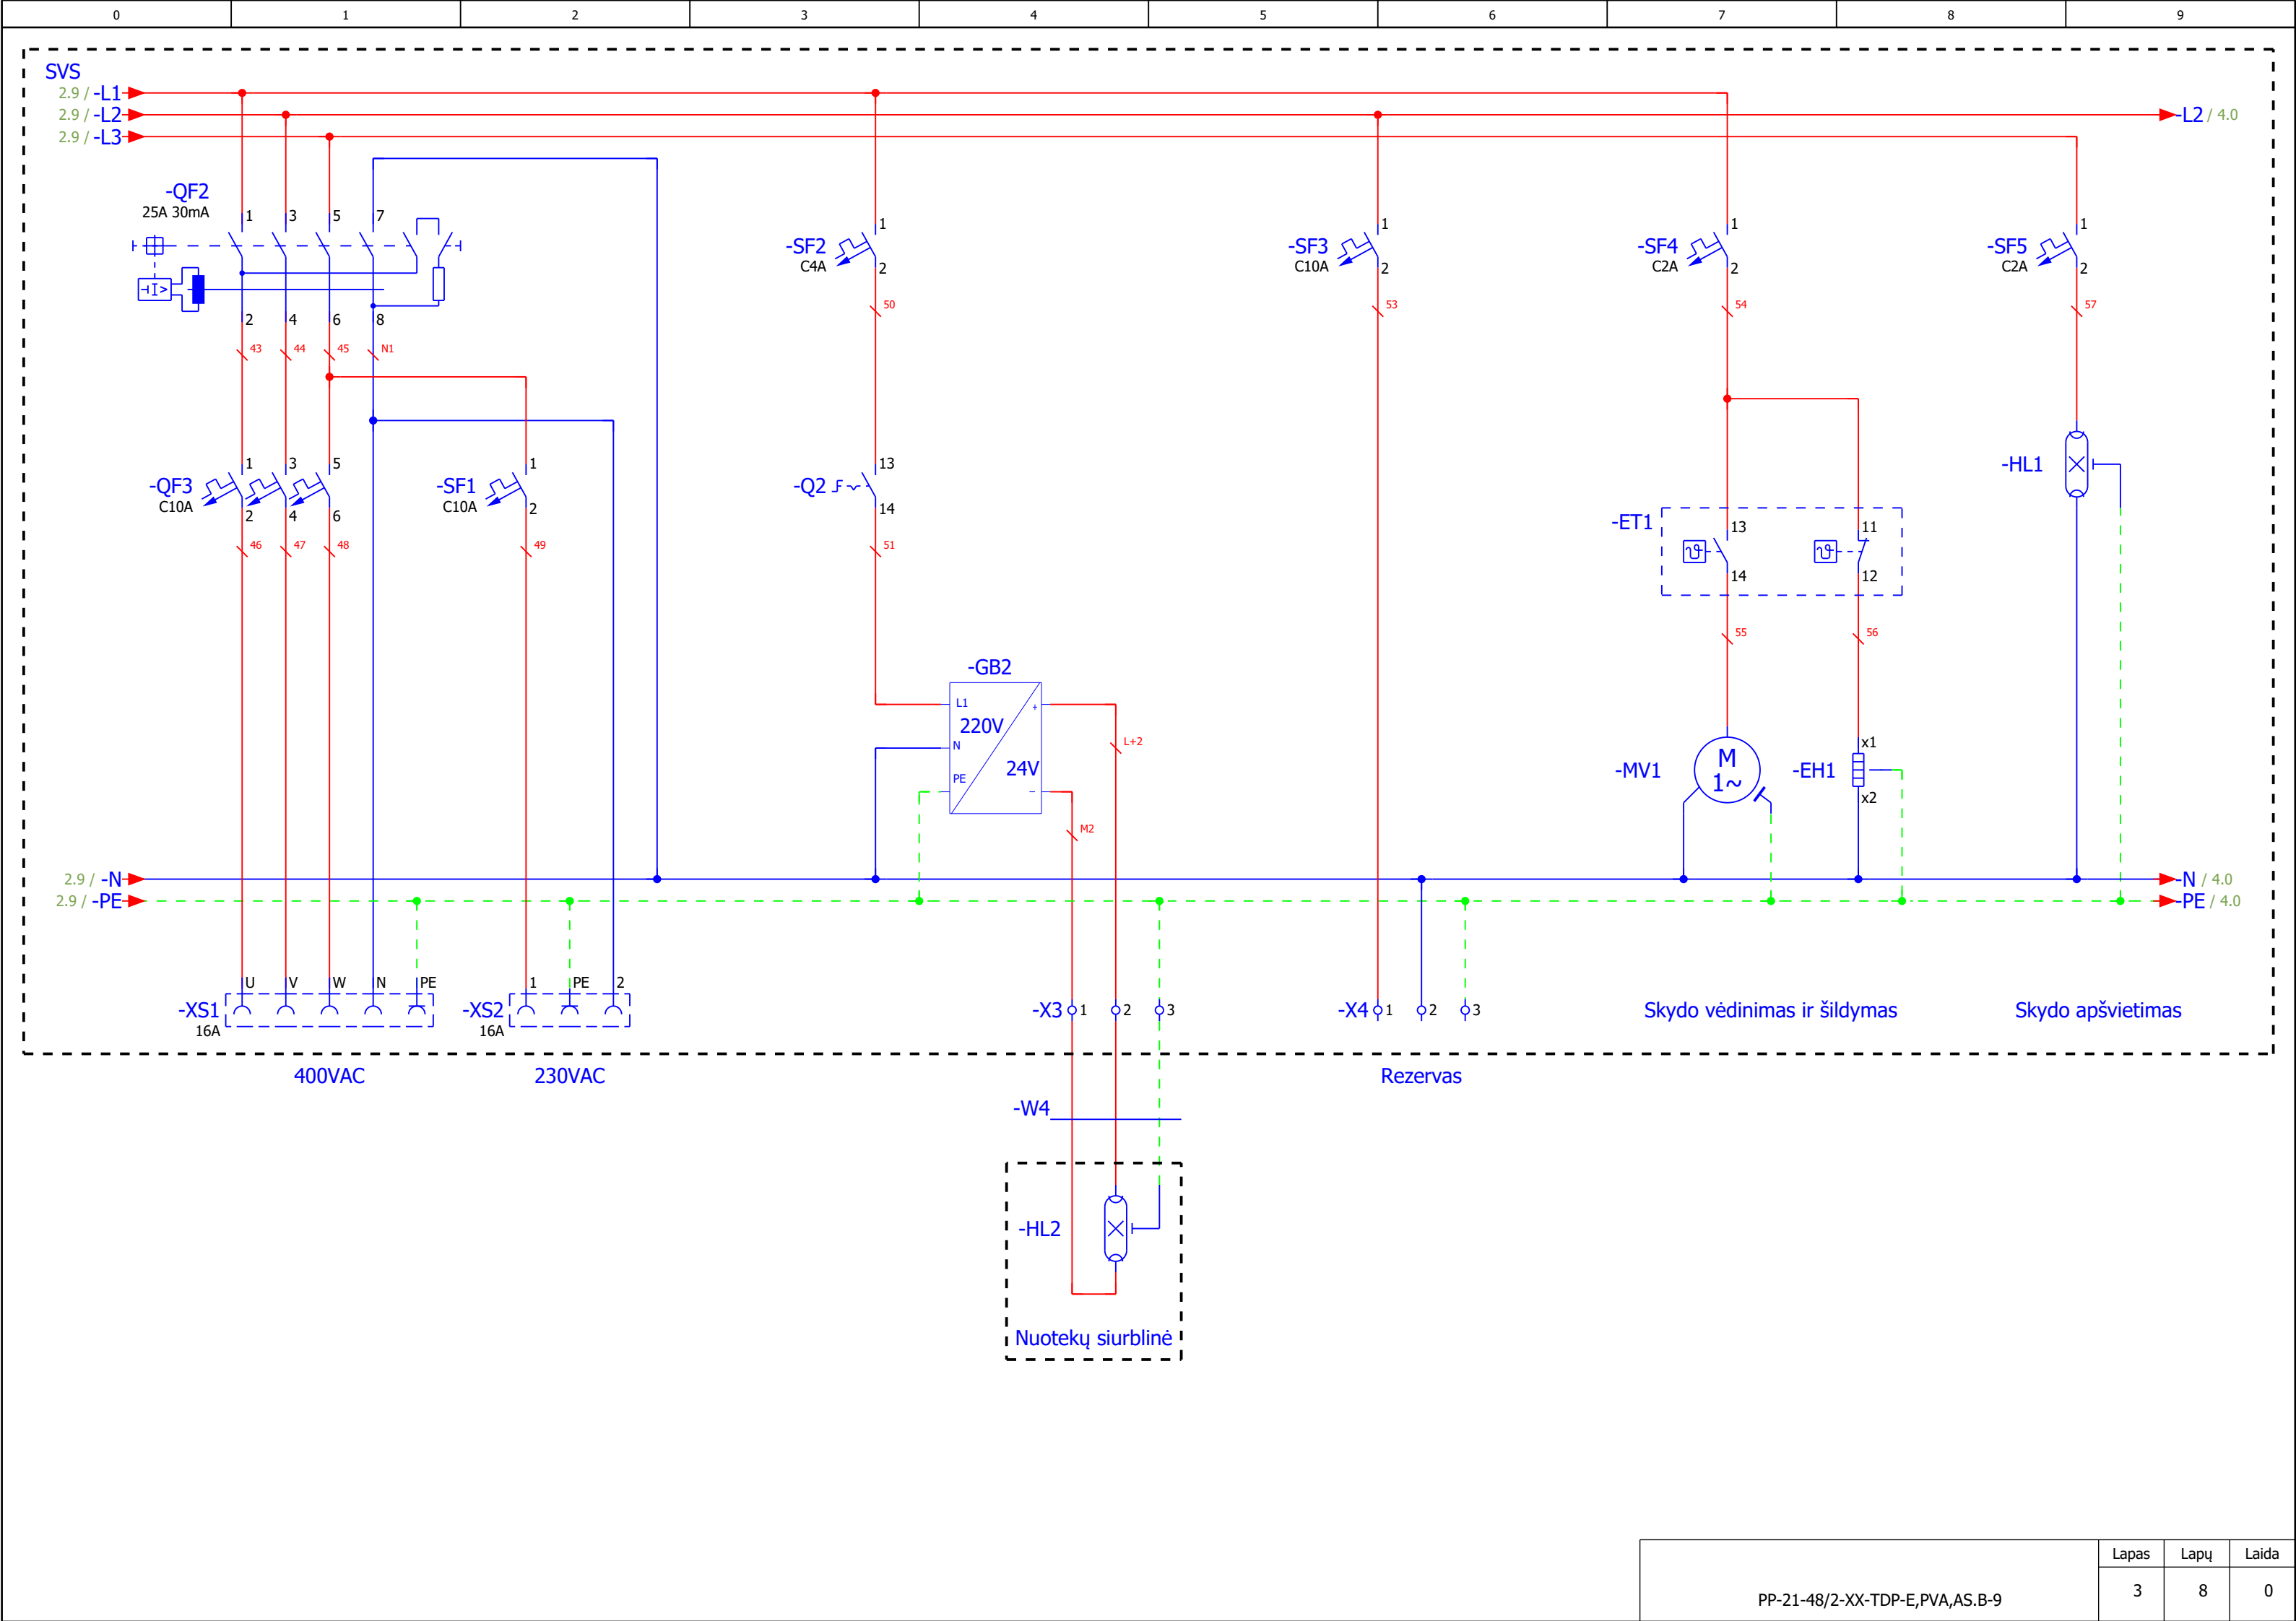 0 1 2 3 4 5 6 7 8 9
SVS
2.9 / -L1
2.9 / -L2
-L2 / 4.0
2.9 / -L3
-QF2
25A 30mA
1 3 5 7
-I>
2 4 6 8
43 44 45 N1
-QF3
C10A
1 3 5
2 4 6
46 47 48
-SF1
C10A
1
2
49
-SF2
C4A
1
2
50
-Q2
13
14
51
-GB2
L1
220V
N
24V
PE
+
-
L+2
M2
-SF3
C10A
1
2
53
-SF4
C2A
1
2
54
-ET1
13
14
11
12
55
56
-MV1
M
1~
-EH1
x1
x2
-SF5
C2A
1
2
57
-HL1
2.9 / -N
-N / 4.0
2.9 / -PE
-PE / 4.0
-XS1
16A
U V W N PE
-XS2
16A
1 PE 2
-X3 1 2 3
-X4 1 2 3
Skydo vėdinimas ir šildymas
Skydo apšvietimas
400VAC
230VAC
Rezervas
-W4
-HL2
Nuotekų siurblinė
Lapas Lapų Laida
PP-21-48/2-XX-TDP-E,PVA,AS.B-9
3 8 0